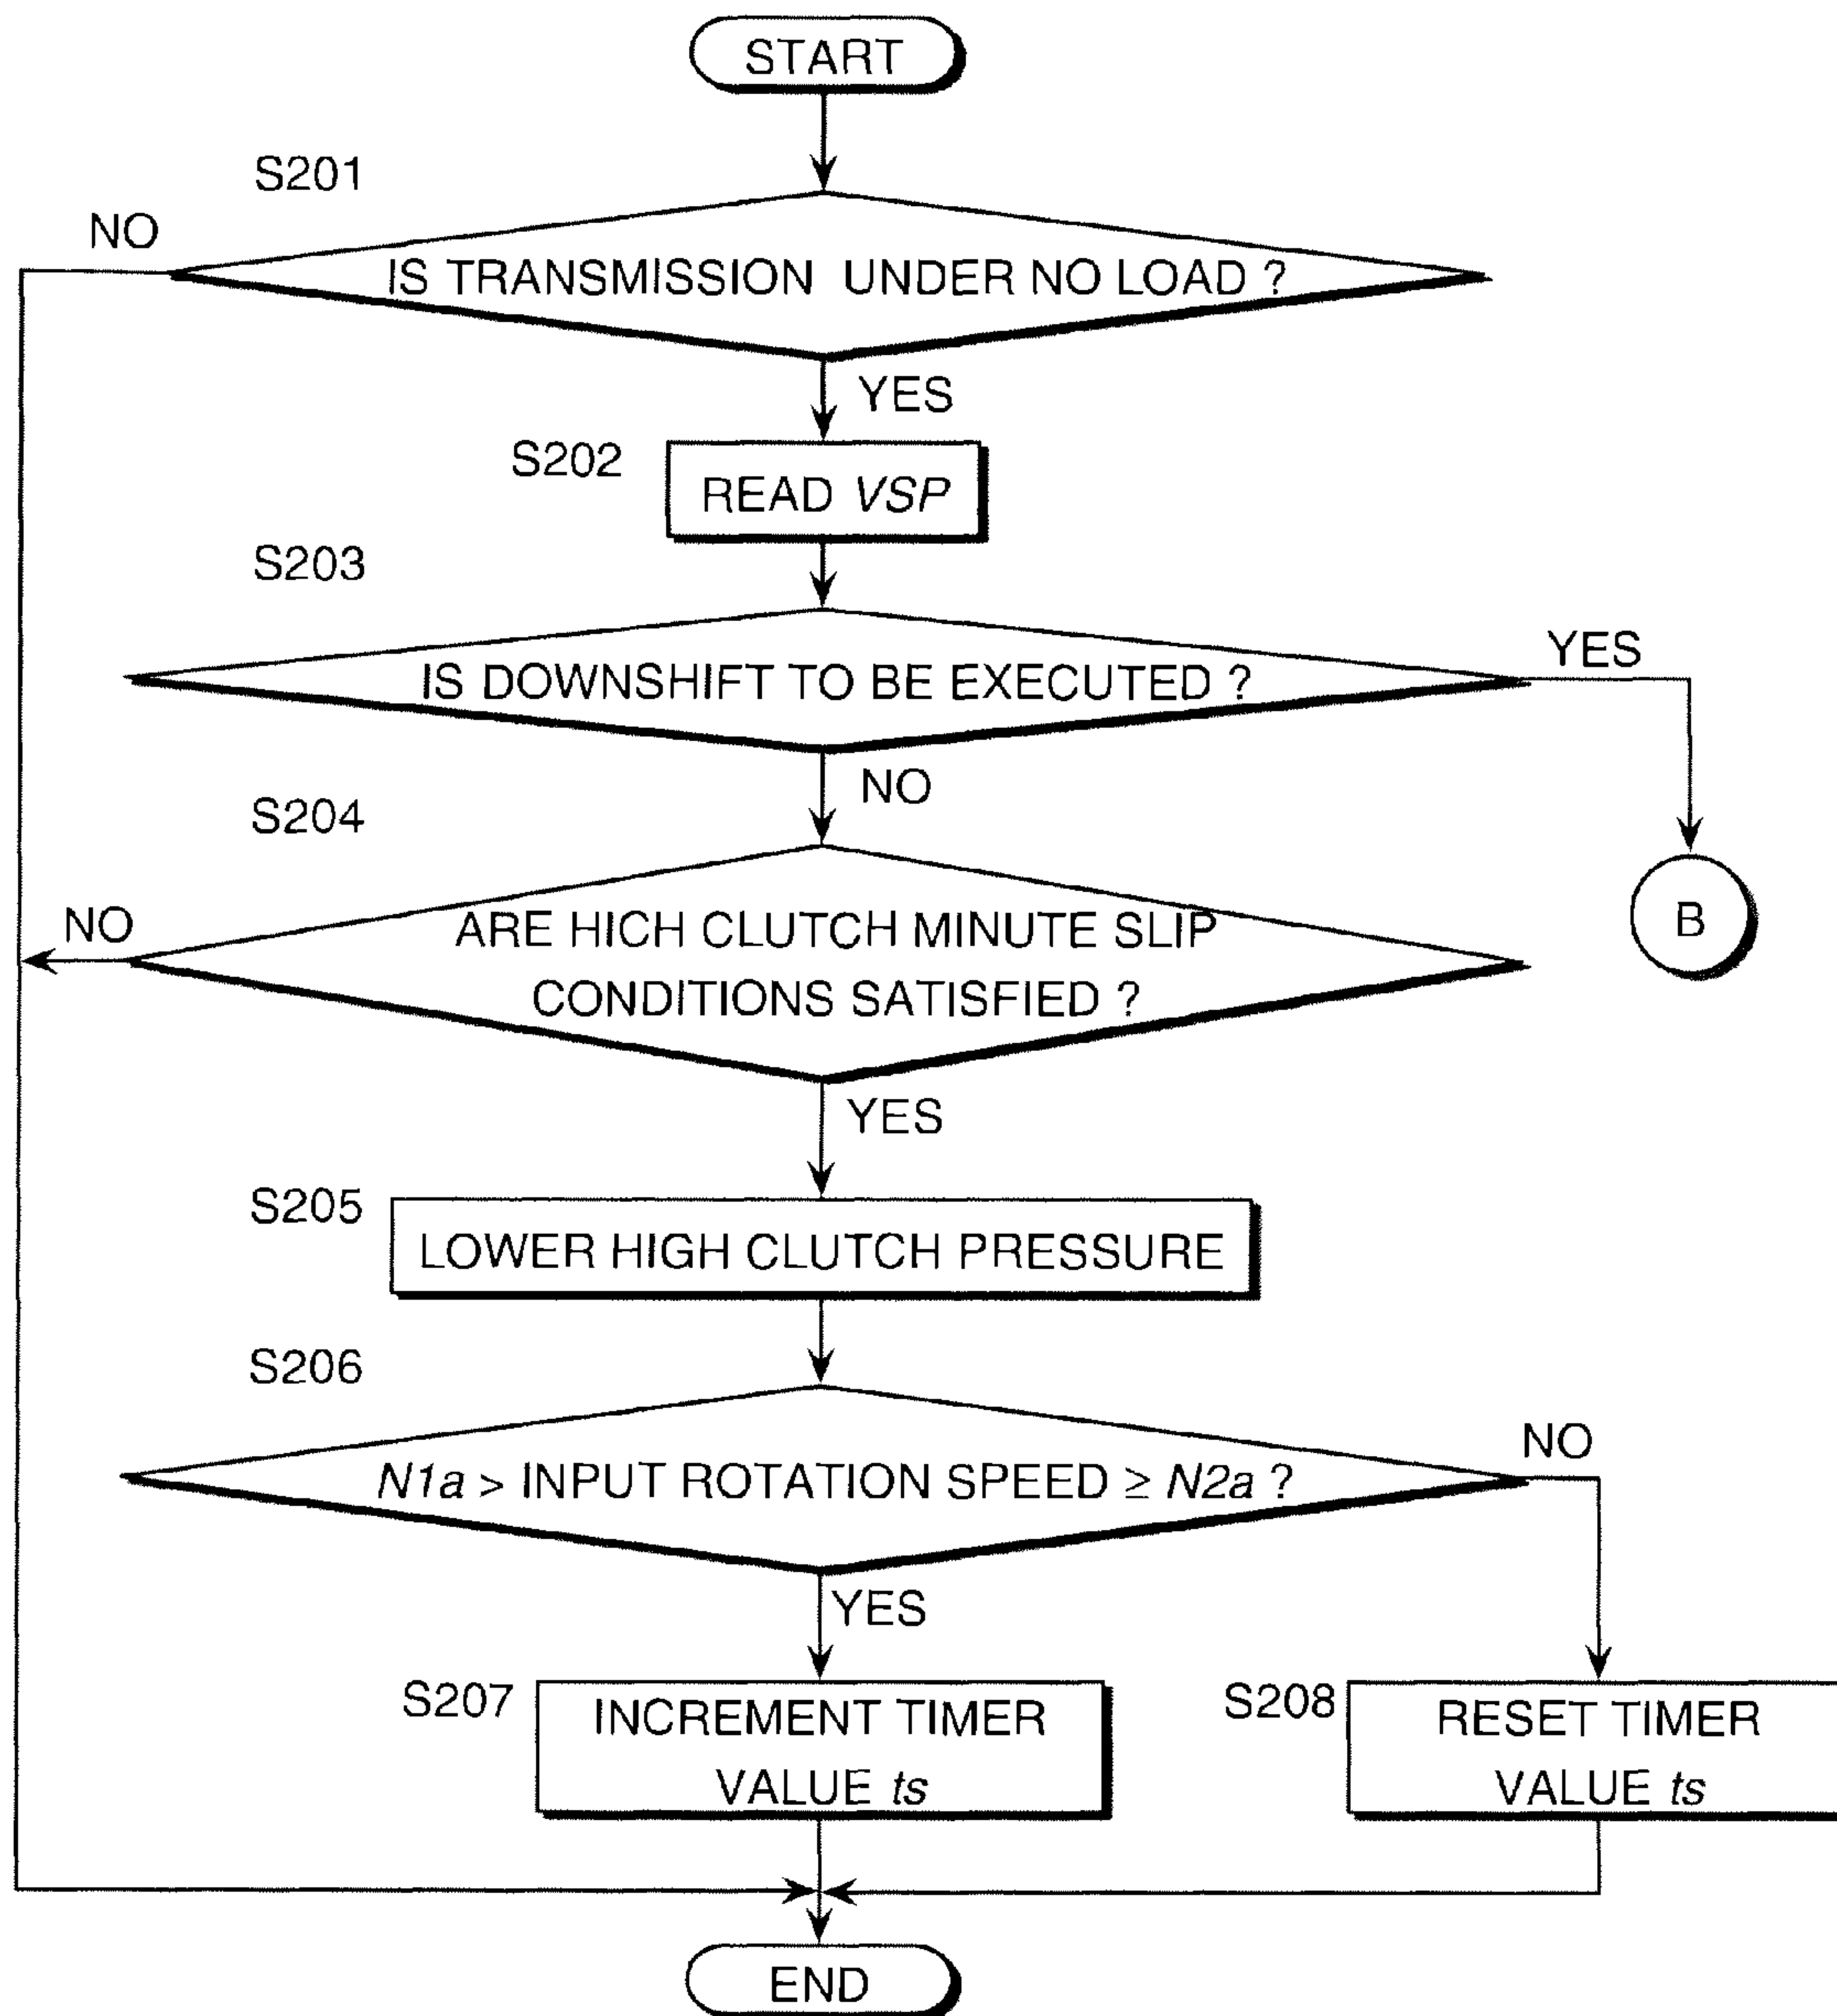 START
S201
NO
IS TRANSMISSION UNDER NO LOAD ?
YES
S202
READ VSP
S203
YES
IS DOWNSHIFT TO BE EXECUTED ?
NO
S204
B
NO
ARE HICH CLUTCH MINUTE SLIP
CONDITIONS SATISFIED ?
YES
S205
LOWER HIGH CLUTCH PRESSURE
S206
NO
N1a > INPUT ROTATION SPEED ≥ N2a ?
YES
S207
INCREMENT TIMER
VALUE ts
S208
RESET TIMER
VALUE ts
END